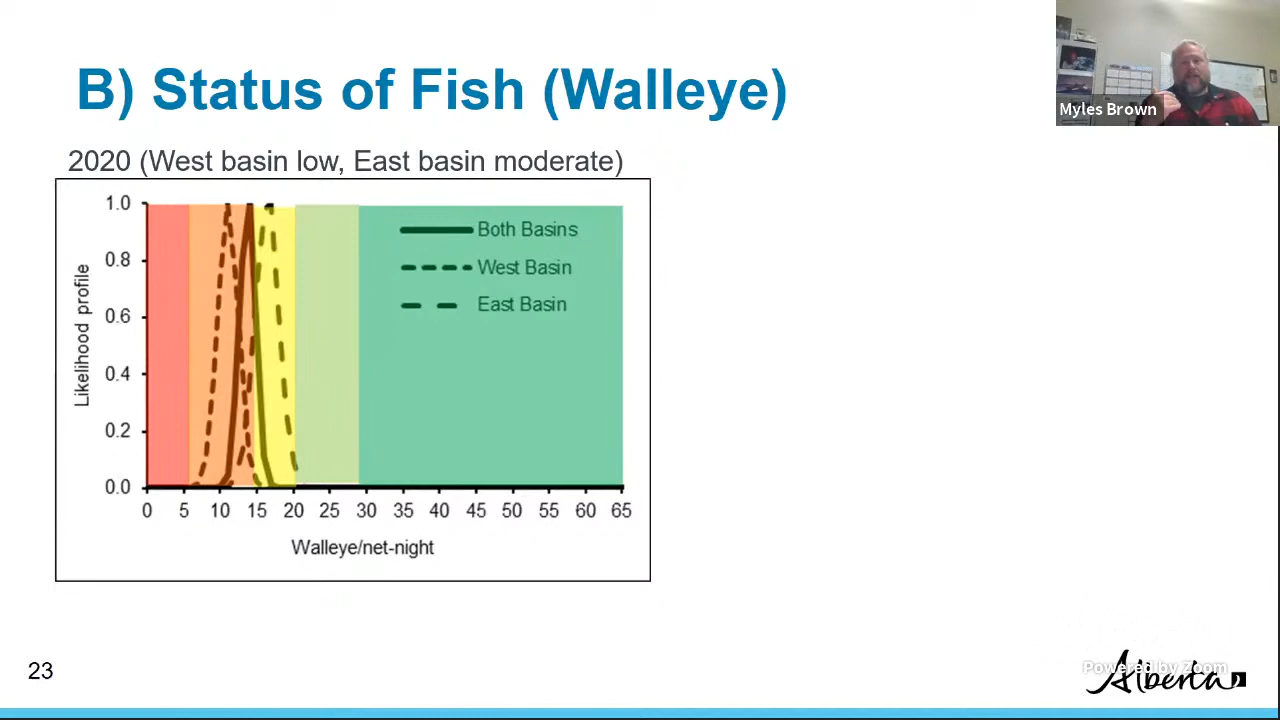 B) Status of Fish (Walleye)
Myles Brown
2020 (West basin low, East basin moderate)
1.0
0.8
0.6
0.4
0.2
0.0
Likelihood profile
Both Basins
West Basin
East Basin
0 5 10 15 20 25 30 35 40 45 50 55 60 65
Walleye/net-night
23
Powered by Zoom
Alberta